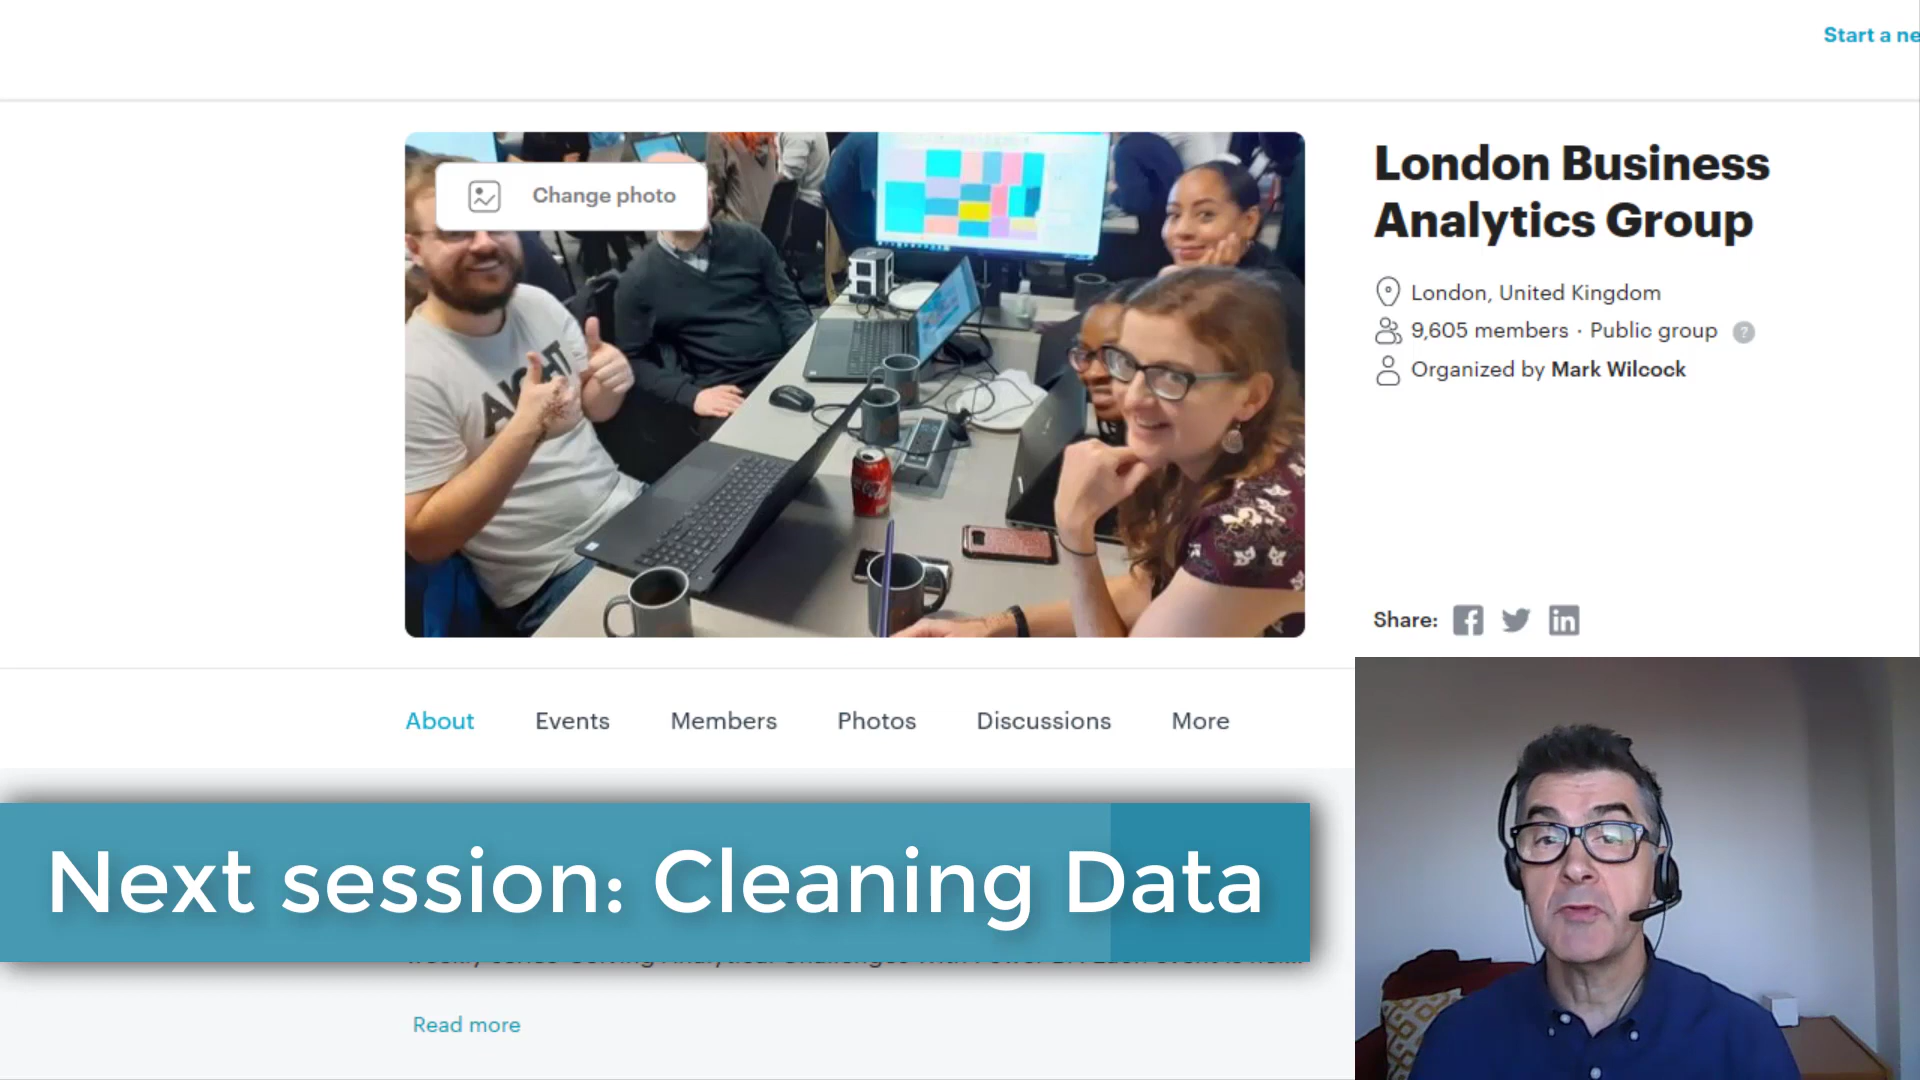 Start a ne
Change photo
London Business
Analytics Group
London, United Kingdom
9,605 members · Public group ?
Organized by Mark Wilcock
AIGHT
Share:
About Events Members Photos Discussions More
Next session: Cleaning Data
Read more